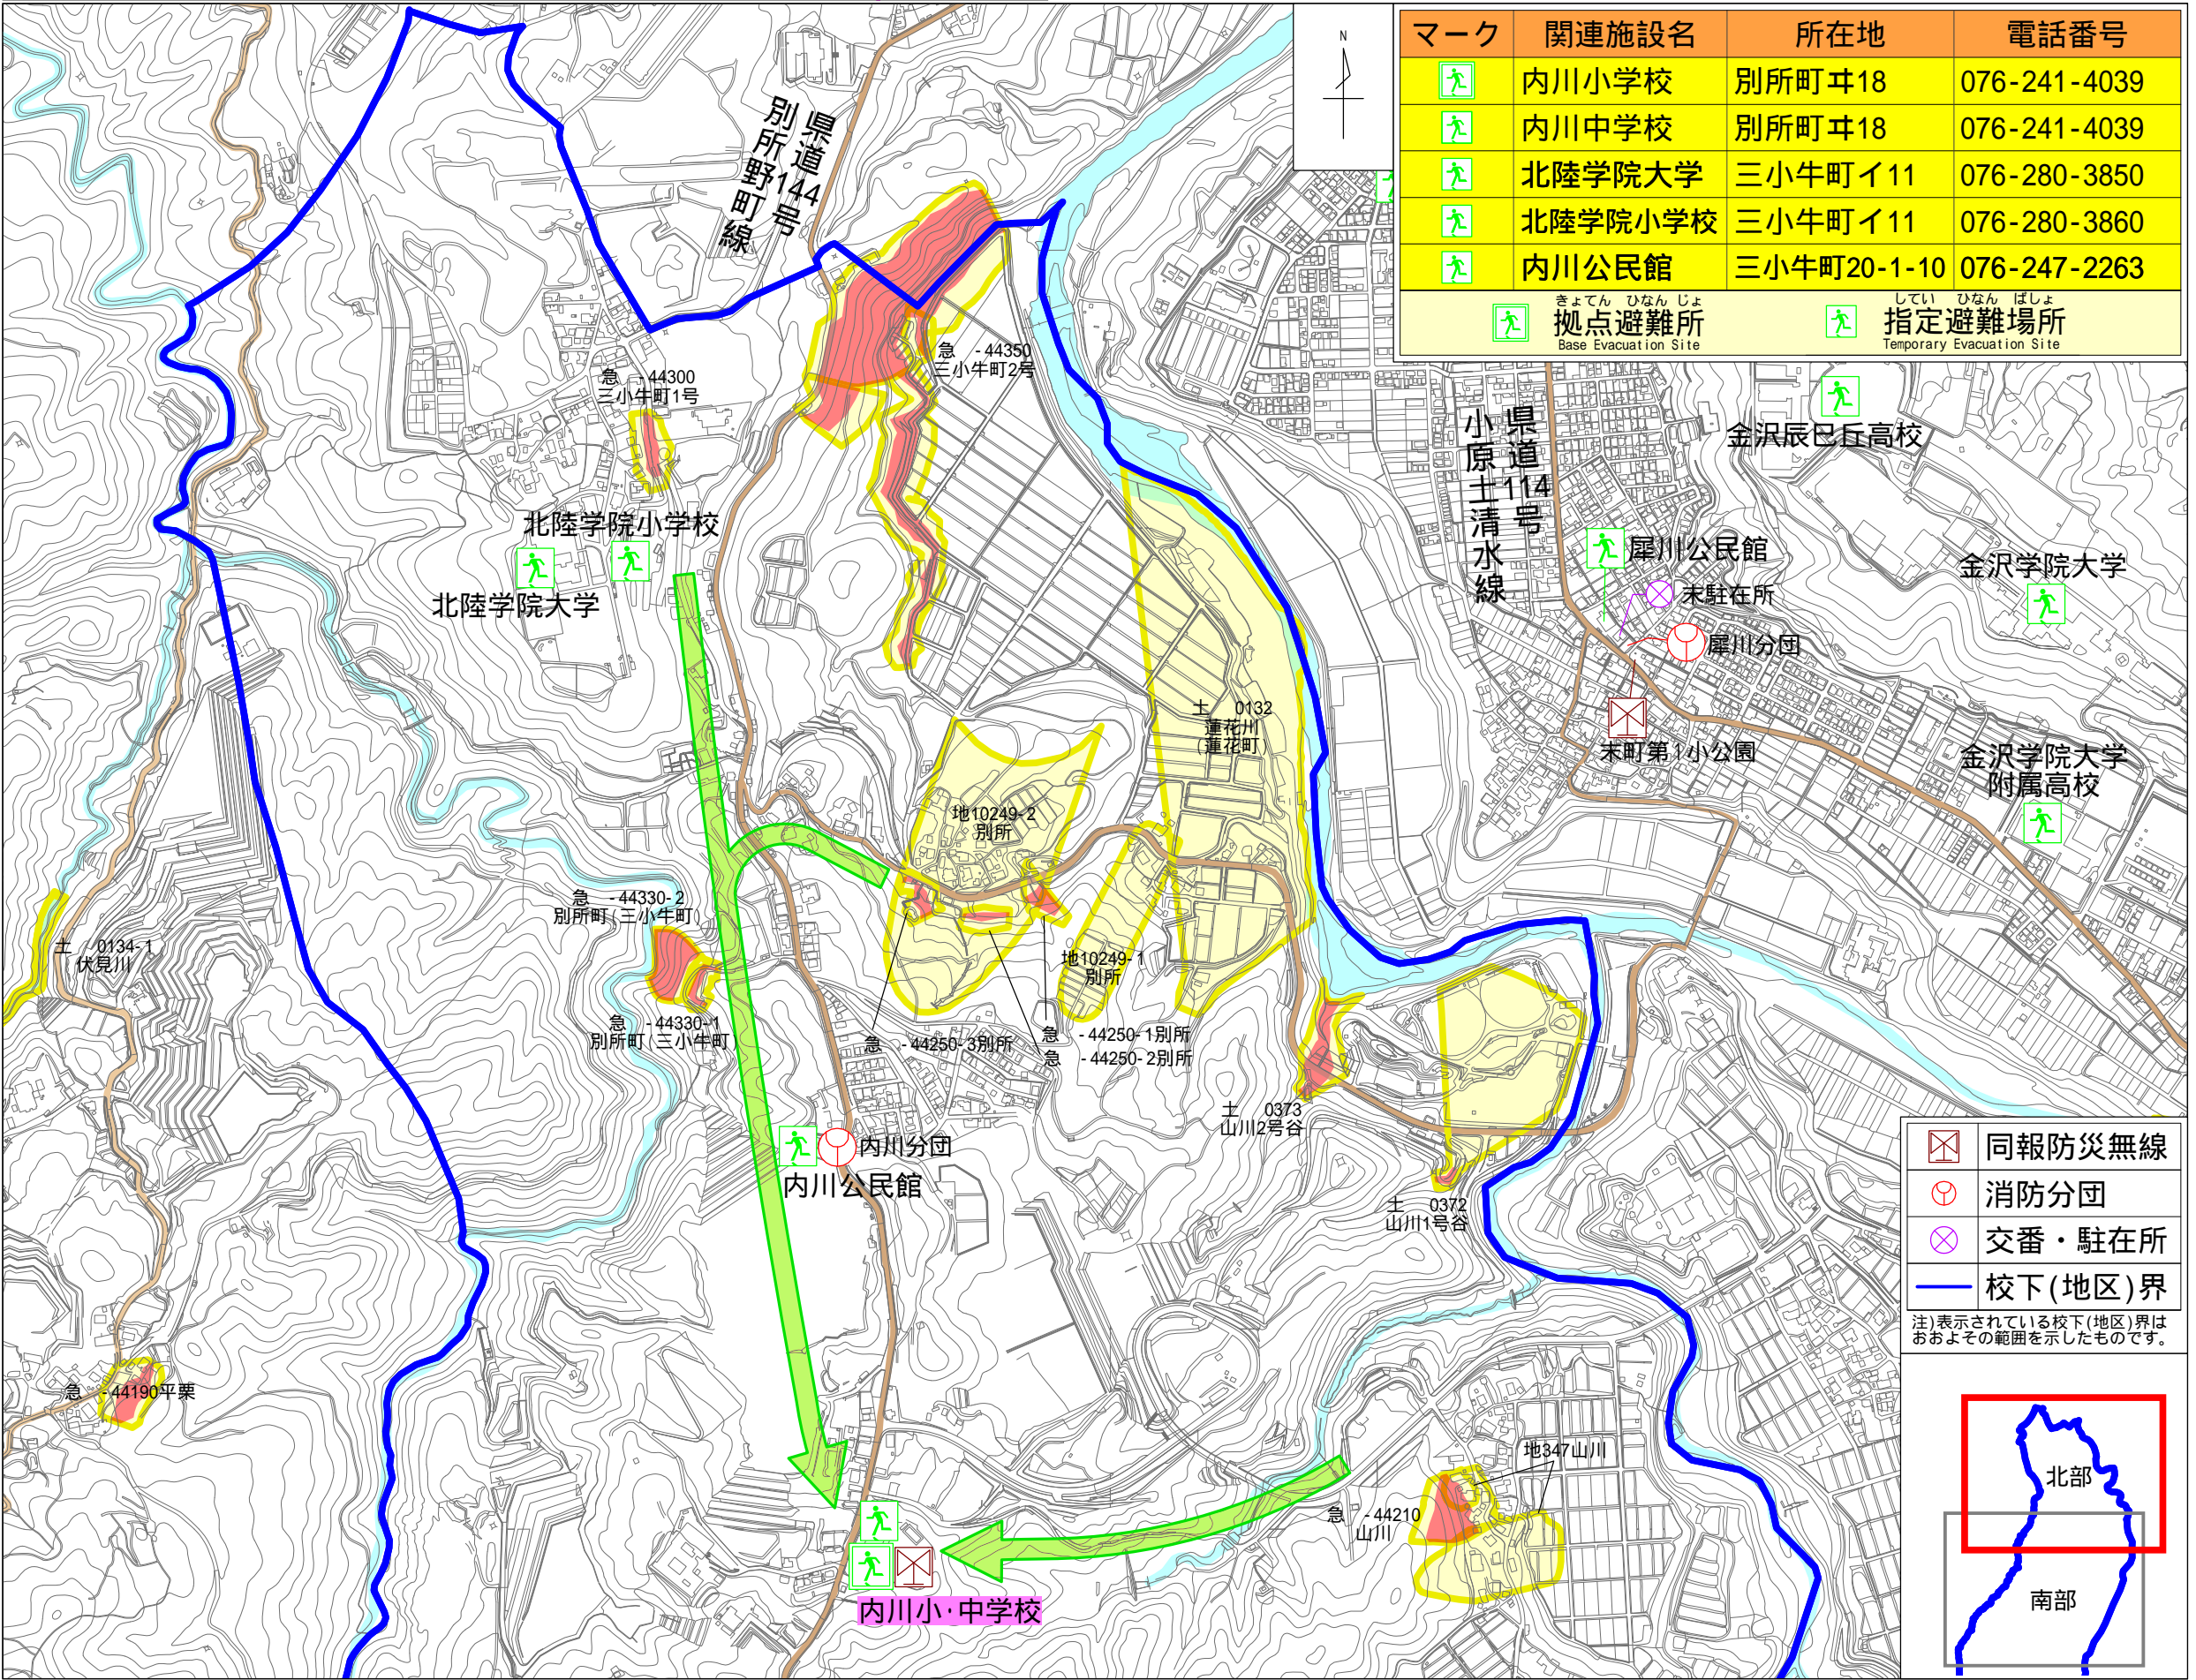 マーク 関連施設名 所在地 電話番号
内川小学校 別所町ヰ18 076-241-4039
内川中学校 別所町ヰ18 076-241-4039
北陸学院大学 三小牛町イ11 076-280-3850
北陸学院小学校 三小牛町イ11 076-280-3860
内川公民館 三小牛町20-1-10 076-247-2263
きょてん ひなん じょ
拠点避難所
Base Evacuation Site
してい ひなん ばしょ
指定避難場所
Temporary Evacuation Site
N
県道144号
別所野町線
急 -44350
三小牛町2号
急 -44300
三小牛町1号
県道114号
小原土清水線
金沢辰巳丘高校
北陸学院小学校
北陸学院大学
犀川公民館
末駐在所
犀川分団
金沢学院大学
末町第1小公園
金沢学院大学
附属高校
土 0132
蓮花川
(蓮花町)
地10249-2
別所
急 -44330-2
別所町(三小牛町)
土 0134-1
伏見川
地10249-1
別所
急 -44330-1
別所町(三小牛町)
急 -44250-3別所
急 -44250-1別所
急 -44250-2別所
土 0373
山川2号谷
内川分団
内川公民館
土 0372
山川1号谷
急 -44190平栗
地347山川
急 -44210
山川
内川小･中学校
同報防災無線
消防分団
交番・駐在所
校下(地区)界
注)表示されている校下(地区)界は
おおよその範囲を示したものです。
北部
南部